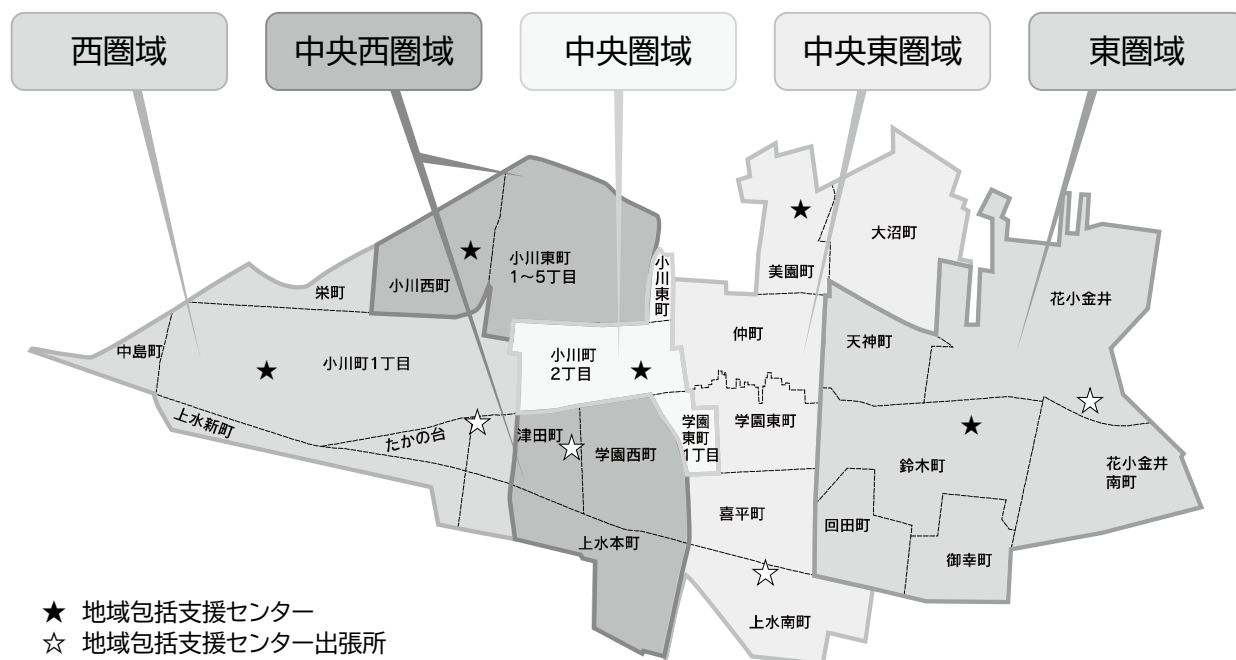 西圏域
中央西圏域
中央圏域
中央東圏域
東圏域
大沼町
小川東町
1～5丁目
小川東町
美園町
小川西町
栄町
花小金井
仲町
天神町
中島町
小川町1丁目
小川町
2丁目
上水新町
たかの台
津田町
学園西町
学園
東町
1丁目
学園東町
鈴木町
花小金井
南町
喜平町
回田町
上水本町
御幸町
上水南町
★ 地域包括支援センター
☆ 地域包括支援センター出張所